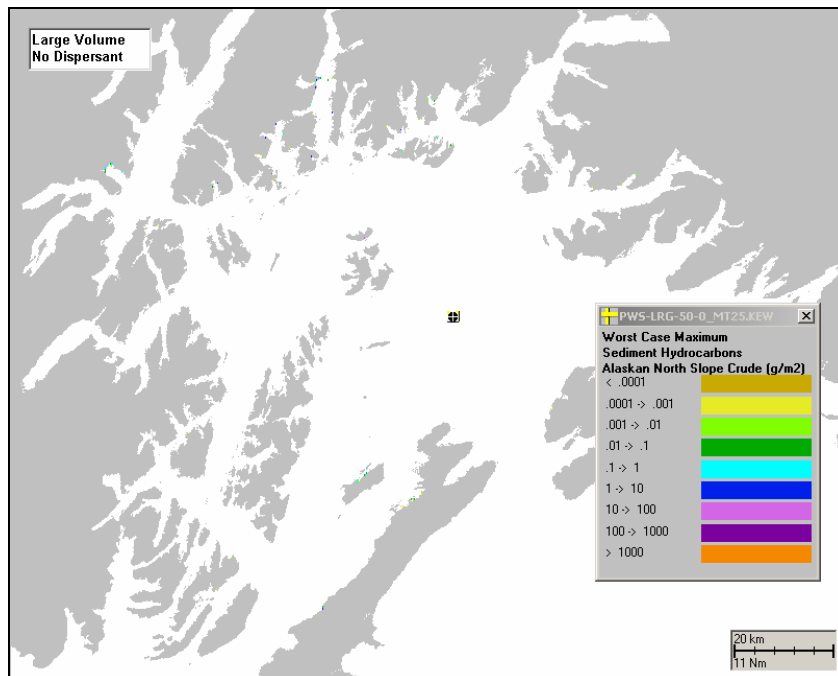 Large Volume
No Dispersant
PWS-LRG-50-0_MT25.KEW
Worst Case Maximum
Sediment Hydrocarbons
Alaskan North Slope Crude (g/m2)
< .0001
.0001 -> .001
.001 -> .01
.01 -> .1
.1 -> 1
1 -> 10
10 -> 100
100 -> 1000
> 1000
20 km
11 Nm